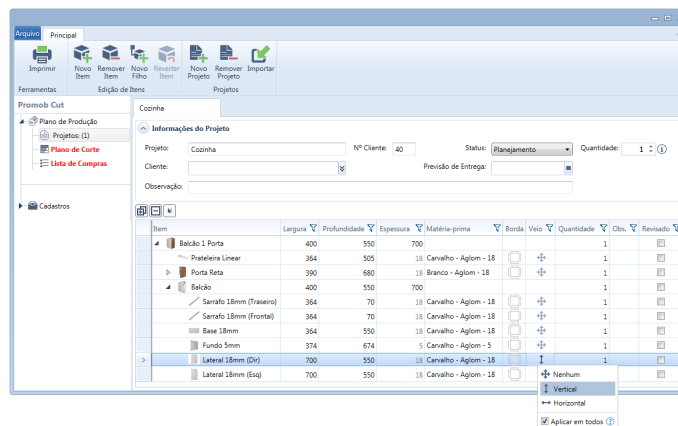 Arquivo Principal
Imprimir
Novo Item
Remover Item
Novo Filho
Reverter Item
Novo Projeto
Remover Projeto
Importar
Ferramentas Edição de Itens Projetos
Promob Cut
Plano de Produção
Projetos: (1)
Plano de Corte
Lista de Compras
Cadastros
Cozinha
Informações do Projeto
Projeto: Cozinha Nº Cliente: 40 Status: Planejamento Quantidade: 1
Cliente: Previsão de Entrega:
Observação:
Item Largura Profundidade Espessura Matéria-prima Borda Veio Quantidade Obs. Revisado
Balcão 1 Porta 400 550 700 1
Prateleira Linear 364 505 18 Carvalho - Aglom - 18 1
Porta Reta 390 680 18 Branco - Aglom - 18 1
Balcão 400 550 700 1
Sarrafo 18mm (Traseiro) 364 70 18 Carvalho - Aglom - 18 1
Sarrafo 18mm (Frontal) 364 70 18 Carvalho - Aglom - 18 1
Base 18mm 364 550 18 Carvalho - Aglom - 18 1
Fundo 5mm 374 674 5 Carvalho - Aglom - 5 1
Lateral 18mm (Dir) 700 550 18 Carvalho - Aglom - 18 1
Lateral 18mm (Esq) 700 550 18 Carvalho - Aglom - 18
Nenhum
Vertical
Horizontal
Aplicar em todos